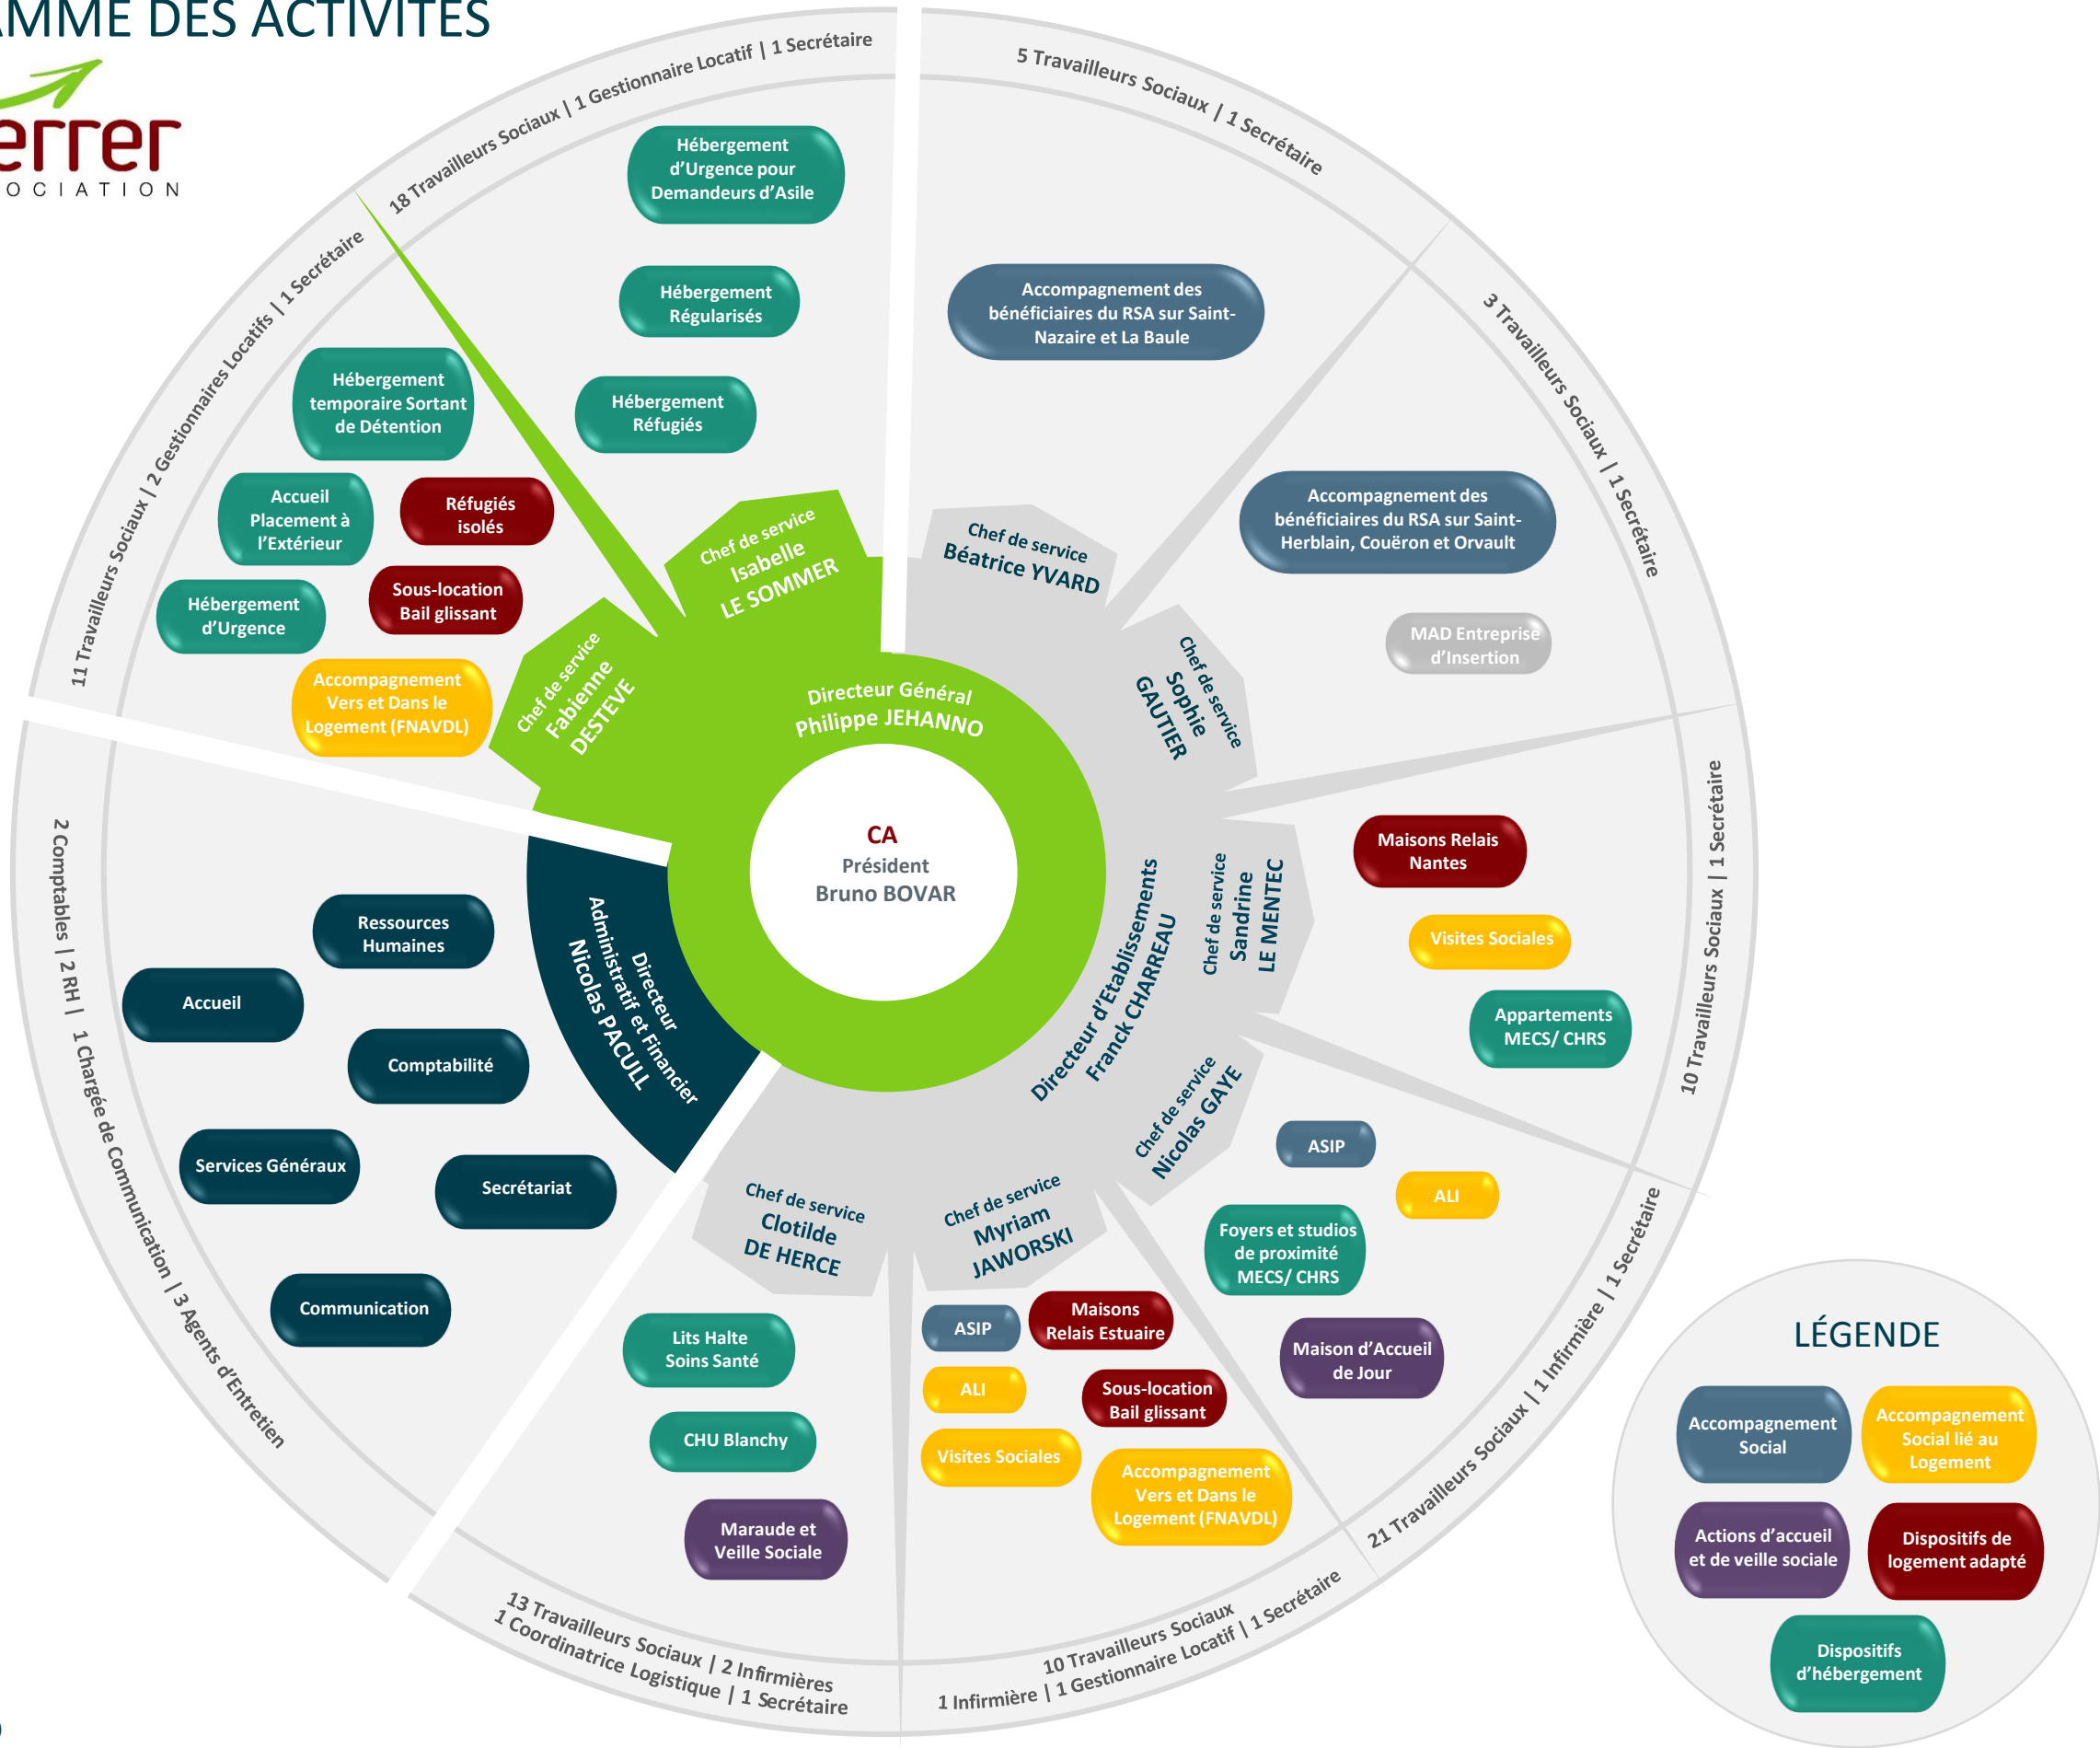 AMME DES ACTIVITES
errer
OCIATION
18 Travailleurs Sociaux | 1 Gestionnaire Locatif | 1 Secrétaire
Hébergement
d’Urgence pour
Demandeurs d’Asile
Hébergement
Régularisés
Hébergement
Réfugiés
Chef de service
Isabelle
LE SOMMER
11 Travailleurs Sociaux | 2 Gestionnaires Locatifs | 1 Secrétaire
Hébergement
temporaire Sortant
de Détention
Accueil
Placement à
l’Extérieur
Réfugiés
isolés
Hébergement
d’Urgence
Sous-location
Bail glissant
Accompagnement
Vers et Dans le
Logement (FNAVDL)
Chef de service
Fabienne
DESTEVE
5 Travailleurs Sociaux | 1 Secrétaire
Accompagnement des
bénéficiaires du RSA sur Saint-
Nazaire et La Baule
Chef de service
Béatrice YVARD
3 Travailleurs Sociaux | 1 Secrétaire
Accompagnement des
bénéficiaires du RSA sur Saint-
Herblain, Couëron et Orvault
MAD Entreprise
d’Insertion
Chef de service
Sophie
GAUTIER
Directeur Général
Philippe JEHANNO
CA
Président
Bruno BOVAR
Directeur d’Etablissements
Franck CHARREAU
10 Travailleurs Sociaux | 1 Secrétaire
Chef de service
Sandrine
LE MENTEC
Maisons Relais
Nantes
Visites Sociales
Appartements
MECS/ CHRS
21 Travailleurs Sociaux | 1 Infirmière | 1 Secrétaire
Chef de service
Nicolas GAYE
ASIP
ALI
Foyers et studios
de proximité
MECS/ CHRS
Maison d’Accueil
de Jour
Chef de service
Myriam
JAWORSKI
ASIP
Maisons
Relais Estuaire
ALI
Sous-location
Bail glissant
Visites Sociales
Accompagnement
Vers et Dans le
Logement (FNAVDL)
10 Travailleurs Sociaux
1 Infirmière | 1 Gestionnaire Locatif | 1 Secrétaire
Chef de service
Clotilde
DE HERCE
Lits Halte
Soins Santé
CHU Blanchy
Maraude et
Veille Sociale
13 Travailleurs Sociaux | 2 Infirmières
1 Coordinatrice Logistique | 1 Secrétaire
Directeur
Administratif et Financier
Nicolas PACULL
Ressources
Humaines
Accueil
Comptabilité
Services Généraux
Secrétariat
Communication
2 Comptables | 2 RH | 1 Chargée de Communication | 3 Agents d’Entretien
LÉGENDE
Accompagnement
Social
Accompagnement
Social lié au
Logement
Actions d’accueil
et de veille sociale
Dispositifs de
logement adapté
Dispositifs
d’hébergement